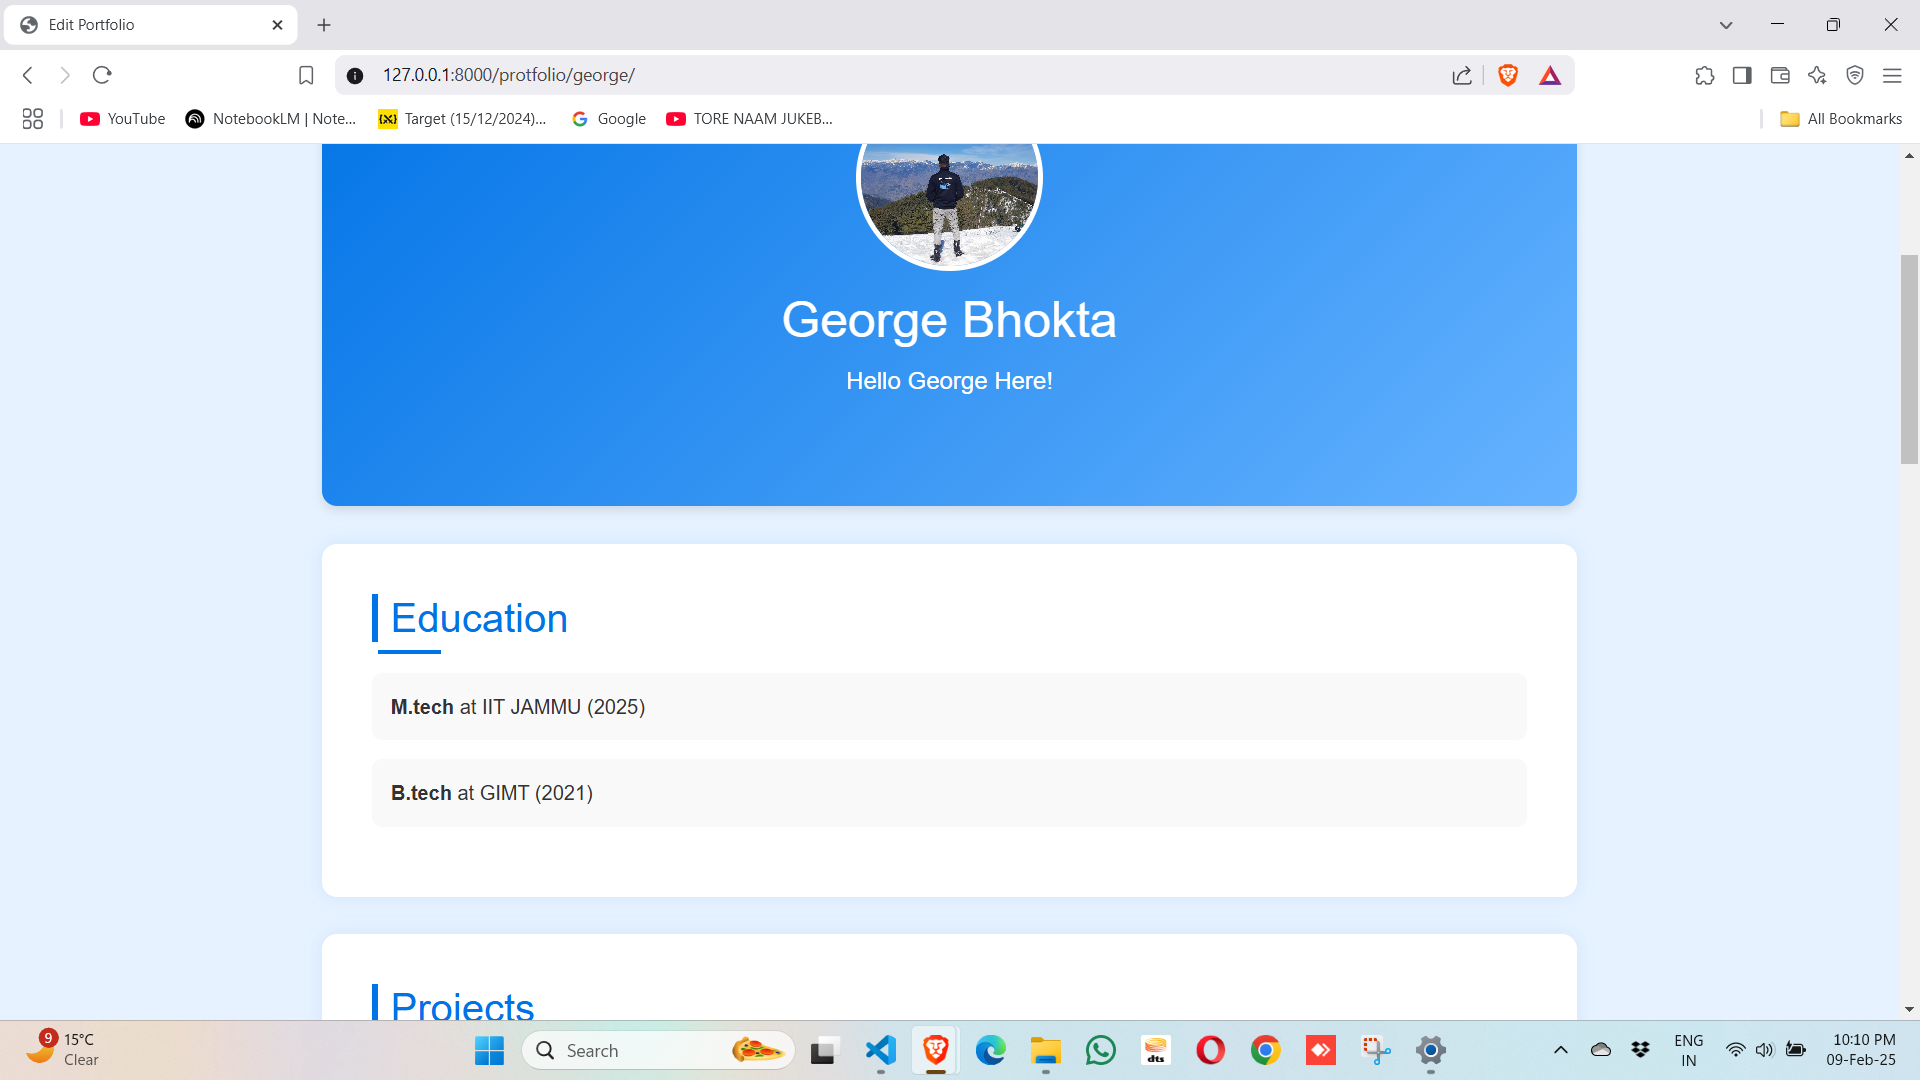 Edit Portfolio
127.0.0.1:8000/protfolio/george/
YouTube
NotebookLM | Note...
Target (15/12/2024)...
Google
TORE NAAM JUKEB...
All Bookmarks
George Bhokta
Hello George Here!
Education
M.tech at IIT JAMMU (2025)
B.tech at GIMT (2021)
Projects
9
15°C
Clear
Search
dts
ENG
IN
10:10 PM
09-Feb-25